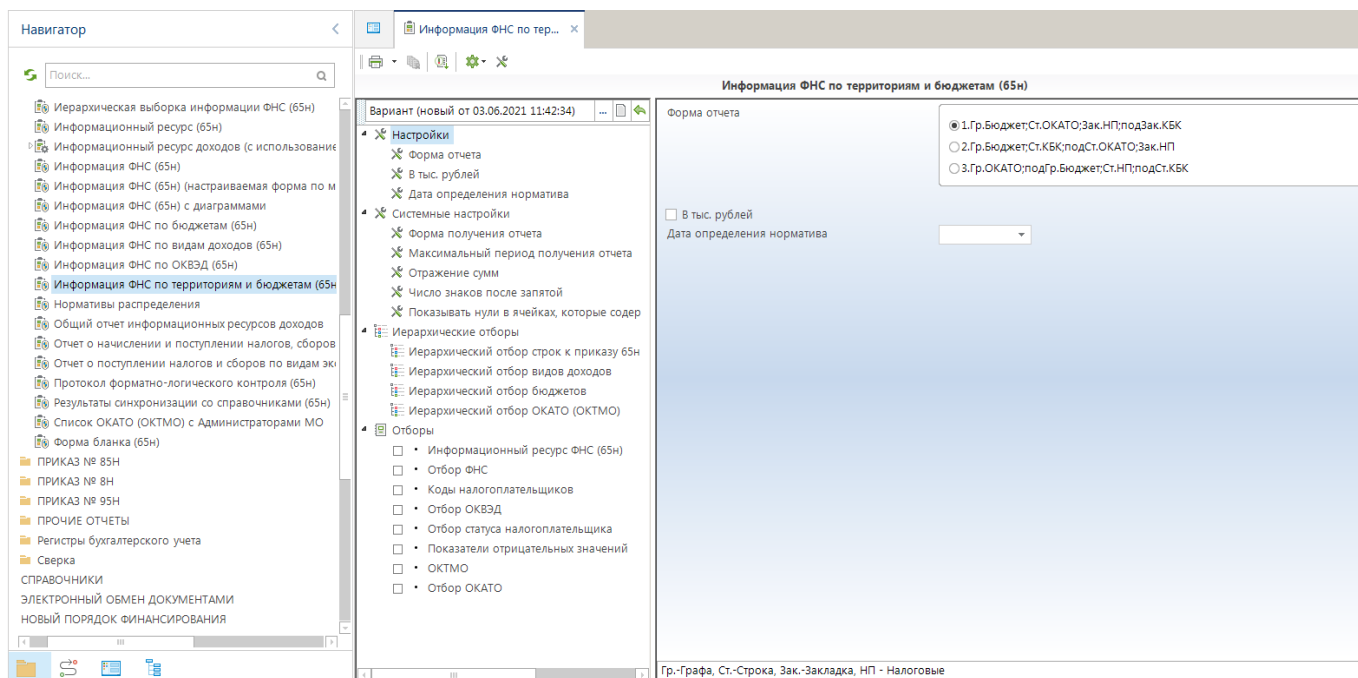 Навигатор
Информация ФНС по тер...
Поиск...
Иерархическая выборка информации ФНС (65н)
Информационный ресурс (65н)
Информационный ресурс доходов (с использование
Информация ФНС (65н)
Информация ФНС (65н) (настраиваемая форма по м
Информация ФНС (65н) с диаграммами
Информация ФНС по бюджетам (65н)
Информация ФНС по видам доходов (65н)
Информация ФНС по ОКВЭД (65н)
Информация ФНС по территориям и бюджетам (65н
Нормативы распределения
Общий отчет информационных ресурсов доходов
Отчет о начислении и поступлении налогов, сборов
Отчет о поступлении налогов и сборов по видам эк
Протокол форматно-логического контроля (65н)
Результаты синхронизации со справочниками (65н)
Список ОКАТО (ОКТМО) с Администраторами МО
Форма бланка (65н)
ПРИКАЗ № 85Н
ПРИКАЗ № 8Н
ПРИКАЗ № 95Н
ПРОЧИЕ ОТЧЕТЫ
Регистры бухгалтерского учета
Сверка
СПРАВОЧНИКИ
ЭЛЕКТРОННЫЙ ОБМЕН ДОКУМЕНТАМИ
НОВЫЙ ПОРЯДОК ФИНАНСИРОВАНИЯ
Информация ФНС по территориям и бюджетам (65н)
Вариант (новый от 03.06.2021 11:42:34) ...
Настройки
Форма отчета
В тыс. рублей
Дата определения норматива
Системные настройки
Форма получения отчета
Максимальный период получения отчета
Отражение сумм
Число знаков после запятой
Показывать нули в ячейках, которые содер
Иерархические отборы
Иерархический отбор строк к приказу 65н
Иерархический отбор видов доходов
Иерархический отбор бюджетов
Иерархический отбор ОКАТО (ОКТМО)
Отборы
• Информационный ресурс ФНС (65н)
• Отбор ФНС
• Коды налогоплательщиков
• Отбор ОКВЭД
• Отбор статуса налогоплательщика
• Показатели отрицательных значений
• ОКТМО
• Отбор ОКАТО
Форма отчета
1.Гр.Бюджет;Ст.ОКАТО;Зак.НП;подЗак.КБК
2.Гр.Бюджет;Ст.КБК;подСт.ОКАТО;Зак.НП
3.Гр.ОКАТО;подГр.Бюджет;Ст.НП;подСт.КБК
В тыс. рублей
Дата определения норматива
Гр.-Графа, Ст.-Строка, Зак.-Закладка, НП - Налоговые